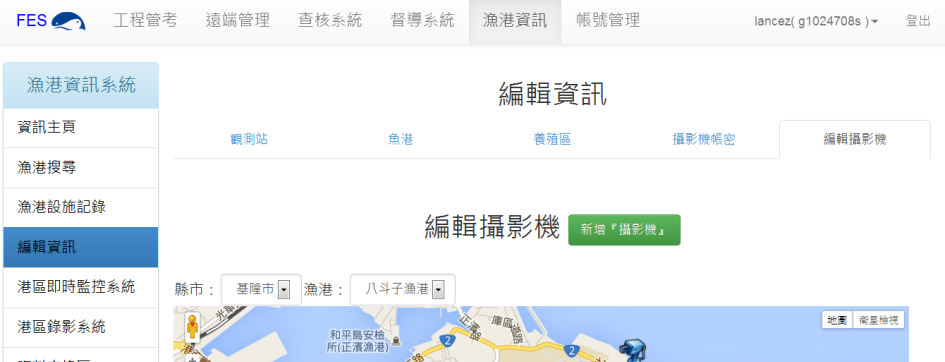 FES 工程管考 遠端管理 查核系統 督導系統 漁港資訊 帳號管理 lancez( g1024708s ) 登出
漁港資訊系統
資訊主頁
漁港搜尋
漁港設施記錄
編輯資訊
港區即時監控系統
港區錄影系統
編輯資訊
觀測站 魚港 養殖區 攝影機帳密 編輯攝影機
編輯攝影機 新增『攝影機』
縣市： 基隆市 漁港： 八斗子漁港
地圖 衛星檢視
和平島安檢
所(正濱漁港)
正濱路
2
2